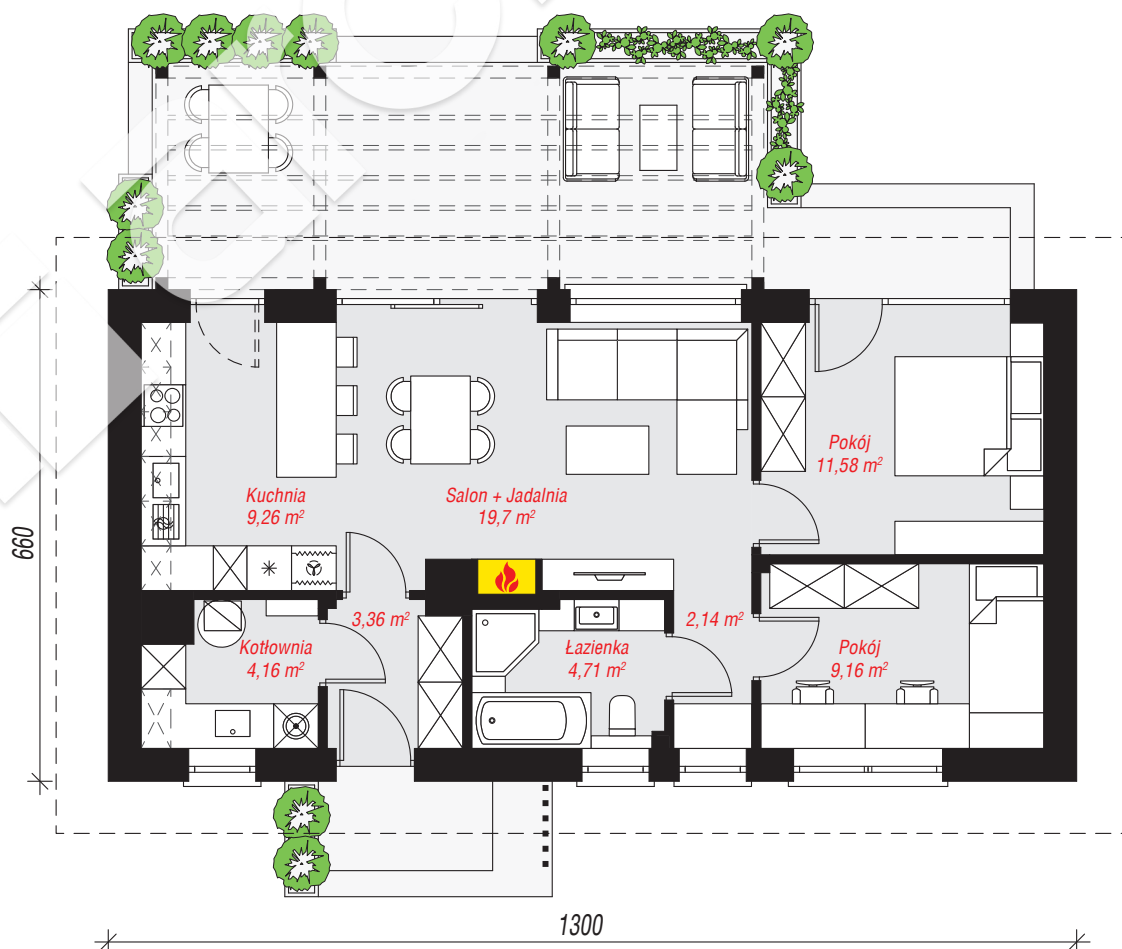 Pokój
11,58 m²
Kuchnia
9,26 m²
Salon + Jadalnia
19,7 m²
660
3,36 m²
2,14 m²
Kotłownia
4,16 m²
Łazienka
4,71 m²
Pokój
9,16 m²
1300